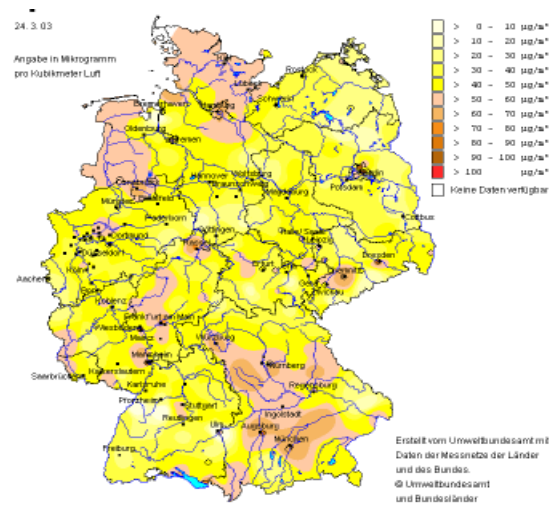 24. 3. 03
Angabe in Mikrogramm
pro Kubikmeter Luft
> 0 - 10 µg/m³
> 10 - 20 µg/m³
> 20 - 30 µg/m³
> 30 - 40 µg/m³
> 40 - 50 µg/m³
> 50 - 60 µg/m³
> 60 - 70 µg/m³
> 70 - 80 µg/m³
> 80 - 90 µg/m³
> 90 - 100 µg/m³
> 100 µg/m³
Keine Daten verfügbar
Rostock
Schwerin
Bremerhaven
Hamburg
Oldenburg
Bremen
Hannover
Wolfsburg
Braunschweig
Magdeburg
Potsdam
Münster
Bielefeld
Paderborn
Cottbus
Göttingen
Halle/ Saale
Leipzig
Dortmund
Düsseldorf
Kassel
Köln
Erfurt
Dresden
Chemnitz
Aachen
Gera
Zwickau
Koblenz
Frankfurt am Main
Wiesbaden
Mainz
Würzburg
Mannheim
Nürnberg
Saarbrücken
Kaiserslautern
Karlsruhe
Regensburg
Pforzheim
Stuttgart
Ingolstadt
Reutlingen
Ulm
Augsburg
München
Freiburg
Erstellt vom Umweltbundesamt mit
Daten der Messnetze der Länder
und des Bundes.
© Umweltbundesamt
und Bundesländer